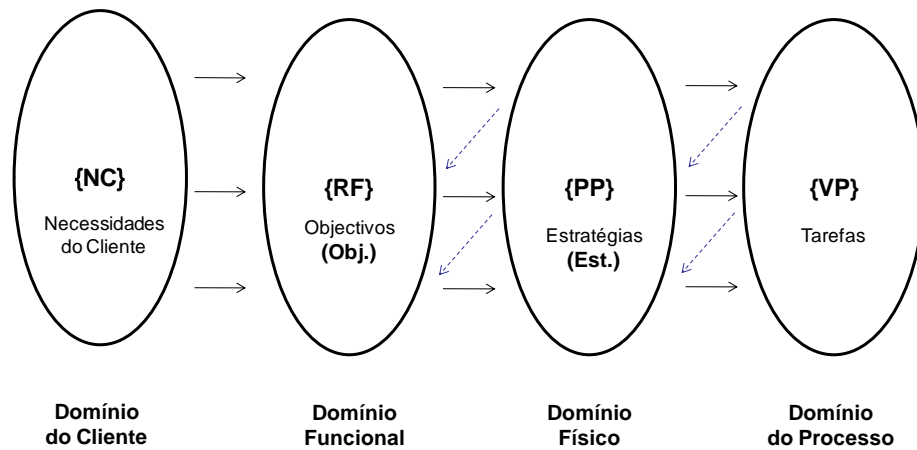 {NC}
Necessidades
do Cliente
{RF}
Objectivos
(Obj.)
{PP}
Estratégias
(Est.)
{VP}
Tarefas
Domínio
do Cliente
Domínio
Funcional
Domínio
Físico
Domínio
do Processo